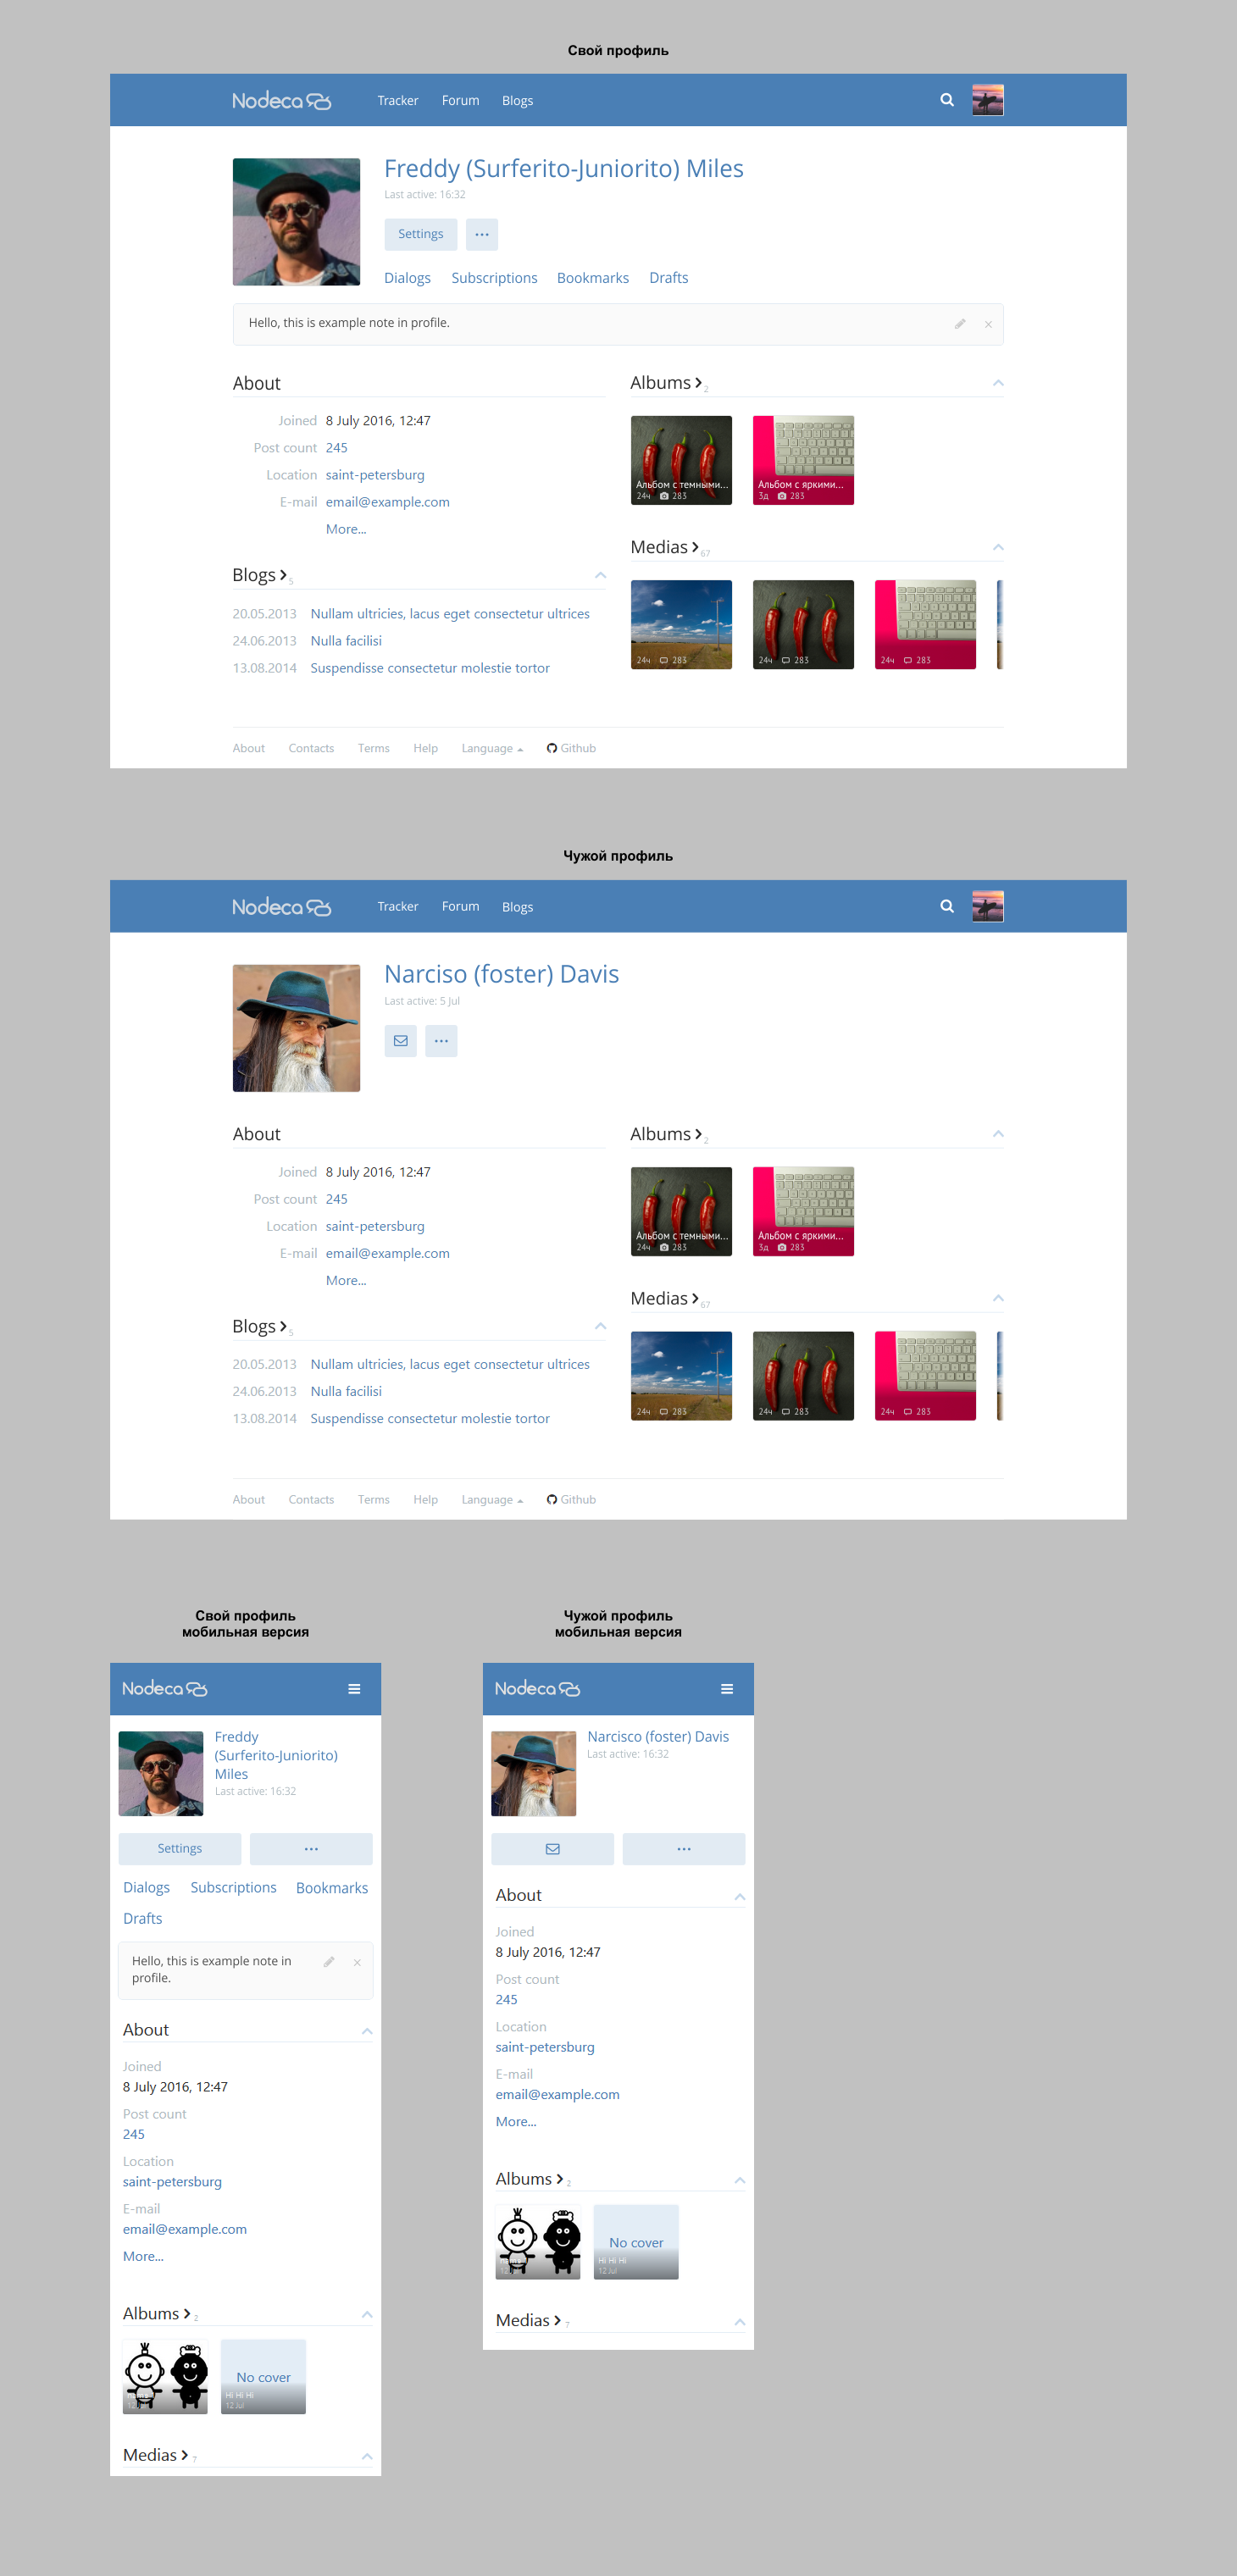 Свой профиль
Nodeca Tracker Forum Blogs
Freddy (Surferito-Juniorito) Miles
Last active: 16:32
Settings
Dialogs Subscriptions Bookmarks Drafts
Hello, this is example note in profile.
About
Joined 8 July 2016, 12:47
Post count 245
Location saint-petersburg
E-mail email@example.com
More...
Blogs 5
20.05.2013 Nullam ultricies, lacus eget consectetur ultrices
24.06.2013 Nulla facilisi
13.08.2014 Suspendisse consectetur molestie tortor
Albums 2
Альбом с темными... Альбом с яркими...
24ч 283 3д 283
Medias 67
24ч 283 24ч 283 24ч 283
About Contacts Terms Help Language Github
Чужой профиль
Nodeca Tracker Forum Blogs
Narciso (foster) Davis
Last active: 5 Jul
About
Joined 8 July 2016, 12:47
Post count 245
Location saint-petersburg
E-mail email@example.com
More...
Blogs 5
20.05.2013 Nullam ultricies, lacus eget consectetur ultrices
24.06.2013 Nulla facilisi
13.08.2014 Suspendisse consectetur molestie tortor
Albums 2
Альбом с темными... Альбом с яркими...
24ч 283 3д 283
Medias 67
24ч 283 24ч 283 24ч 283
About Contacts Terms Help Language Github
Свой профиль
мобильная версия
Nodeca
Freddy
(Surferito-Juniorito)
Miles
Last active: 16:32
Settings
Dialogs Subscriptions Bookmarks
Drafts
Hello, this is example note in
profile.
About
Joined
8 July 2016, 12:47
Post count
245
Location
saint-petersburg
E-mail
email@example.com
More...
Albums 2
No cover
Hi Hi Hi
12 Jul
Medias 7
Чужой профиль
мобильная версия
Nodeca
Narcisco (foster) Davis
Last active: 16:32
About
Joined
8 July 2016, 12:47
Post count
245
Location
saint-petersburg
E-mail
email@example.com
More...
Albums 2
No cover
Hi Hi Hi
12 Jul
Medias 7